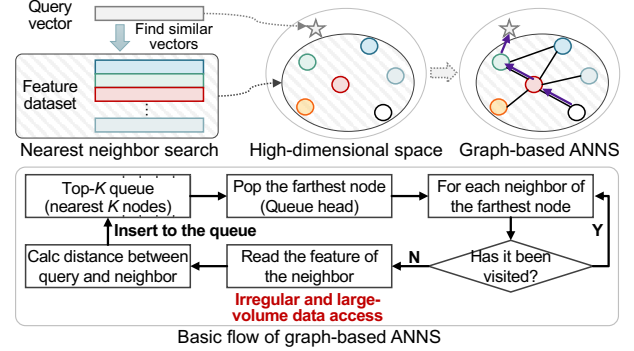 Query
vector
Find similar
vectors
Feature
dataset
⋮
Nearest neighbor search
High-dimensional space
Graph-based ANNS
Top-K queue
(nearest K nodes)
Pop the farthest node
(Queue head)
For each neighbor of
the farthest node
Insert to the queue
Y
Calc distance between
query and neighbor
Read the feature of
the neighbor
N
Has it been
visited?
Irregular and large-
volume data access
Basic flow of graph-based ANNS